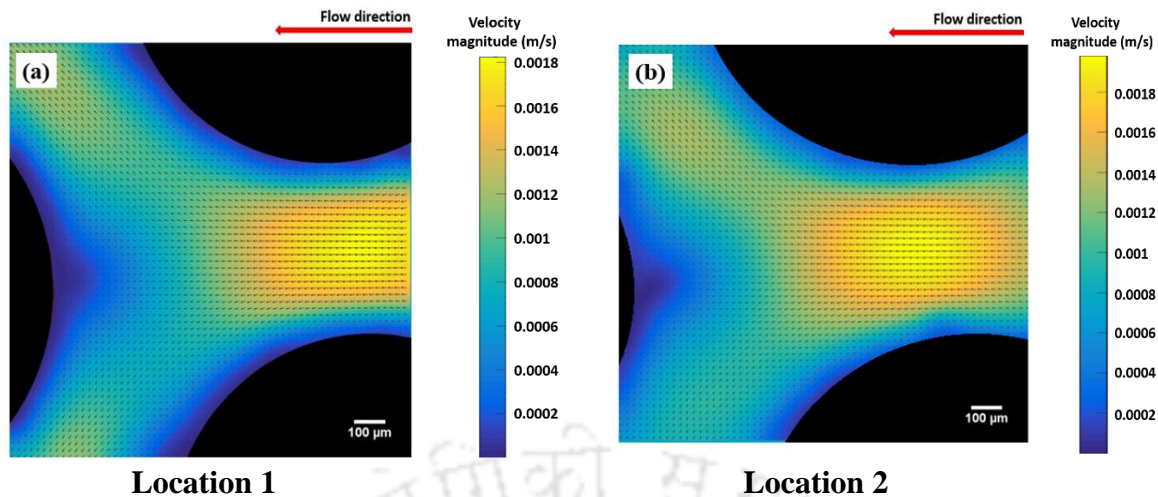 Flow direction
Velocity
magnitude (m/s)
(a)
0.0018
0.0016
0.0014
0.0012
0.001
0.0008
0.0006
0.0004
0.0002
100 µm
Location 1
Flow direction
Velocity
magnitude (m/s)
(b)
0.0018
0.0016
0.0014
0.0012
0.001
0.0008
0.0006
0.0004
0.0002
100 µm
Location 2